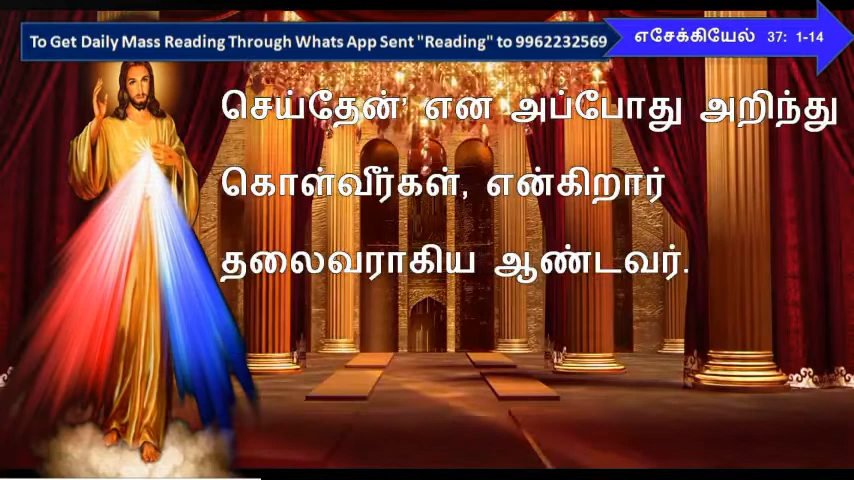 To Get Daily Mass Reading Through Whats App Sent "Reading" to 9962232569
எசேக்கியேல் 37: 1-14
செய்தேன்' என அப்போது அறிந்து
கொள்வீர்கள், என்கிறார்
தலைவராகிய ஆண்டவர்.